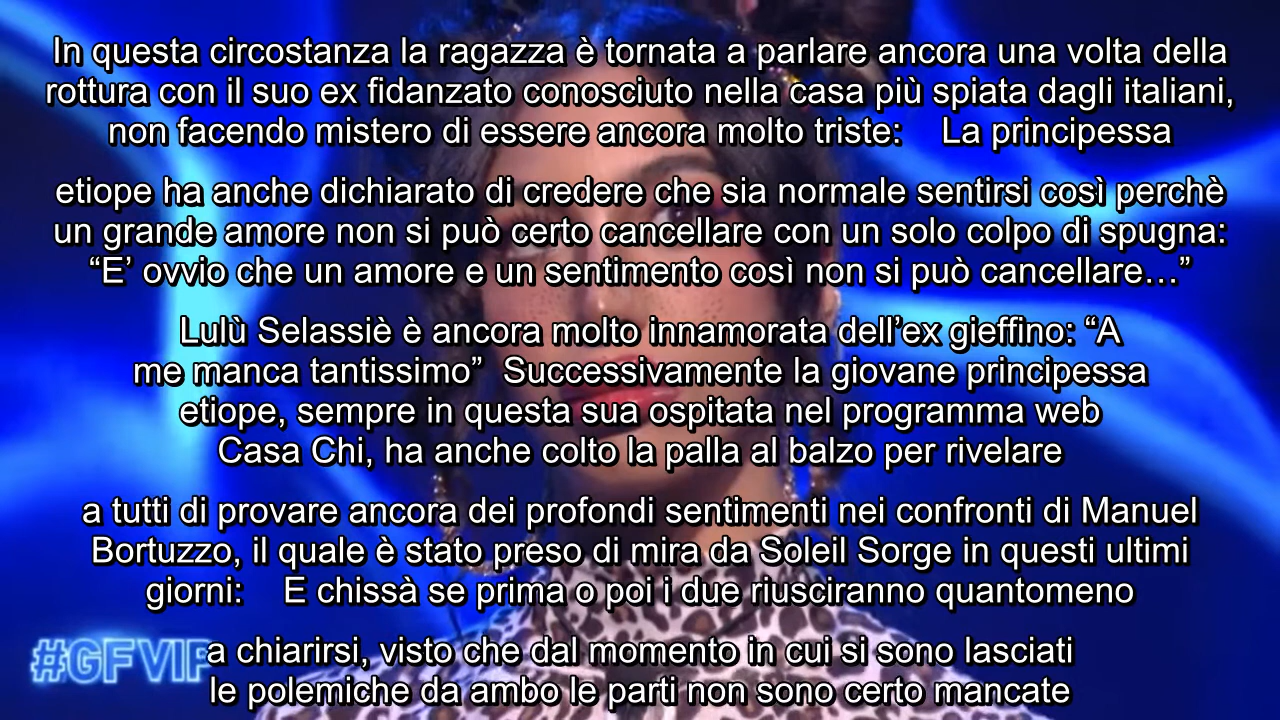 In questa circostanza la ragazza è tornata a parlare ancora una volta della
rottura con il suo ex fidanzato conosciuto nella casa più spiata dagli italiani,
non facendo mistero di essere ancora molto triste:    La principessa
etiope ha anche dichiarato di credere che sia normale sentirsi così perchè
un grande amore non si può certo cancellare con un solo colpo di spugna:
“E’ ovvio che un amore e un sentimento così non si può cancellare…”
Lulù Selassiè è ancora molto innamorata dell’ex gieffino: “A
me manca tantissimo”  Successivamente la giovane principessa
etiope, sempre in questa sua ospitata nel programma web
Casa Chi, ha anche colto la palla al balzo per rivelare
a tutti di provare ancora dei profondi sentimenti nei confronti di Manuel
Bortuzzo, il quale è stato preso di mira da Soleil Sorge in questi ultimi
giorni:    E chissà se prima o poi i due riusciranno quantomeno
a chiarirsi, visto che dal momento in cui si sono lasciati
le polemiche da ambo le parti non sono certo mancate
#GFVIP